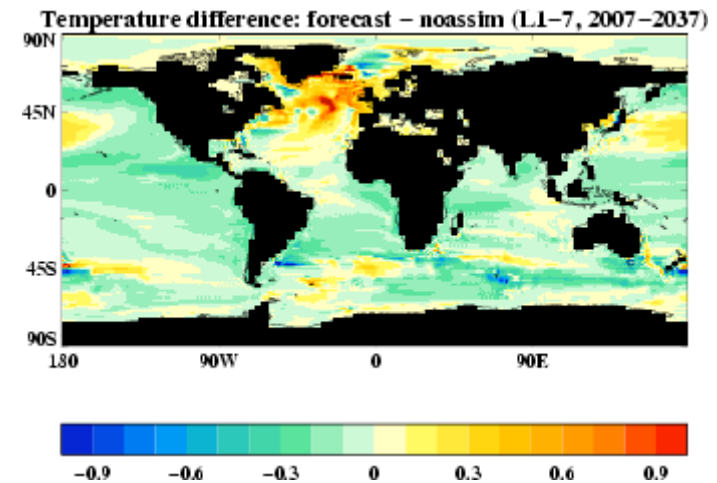 Temperature difference: forecast − noassim (L1−7, 2007−2037)
90N
45N
0
45S
90S
180 90W 0 90E
−0.9 −0.6 −0.3 0 0.3 0.6 0.9